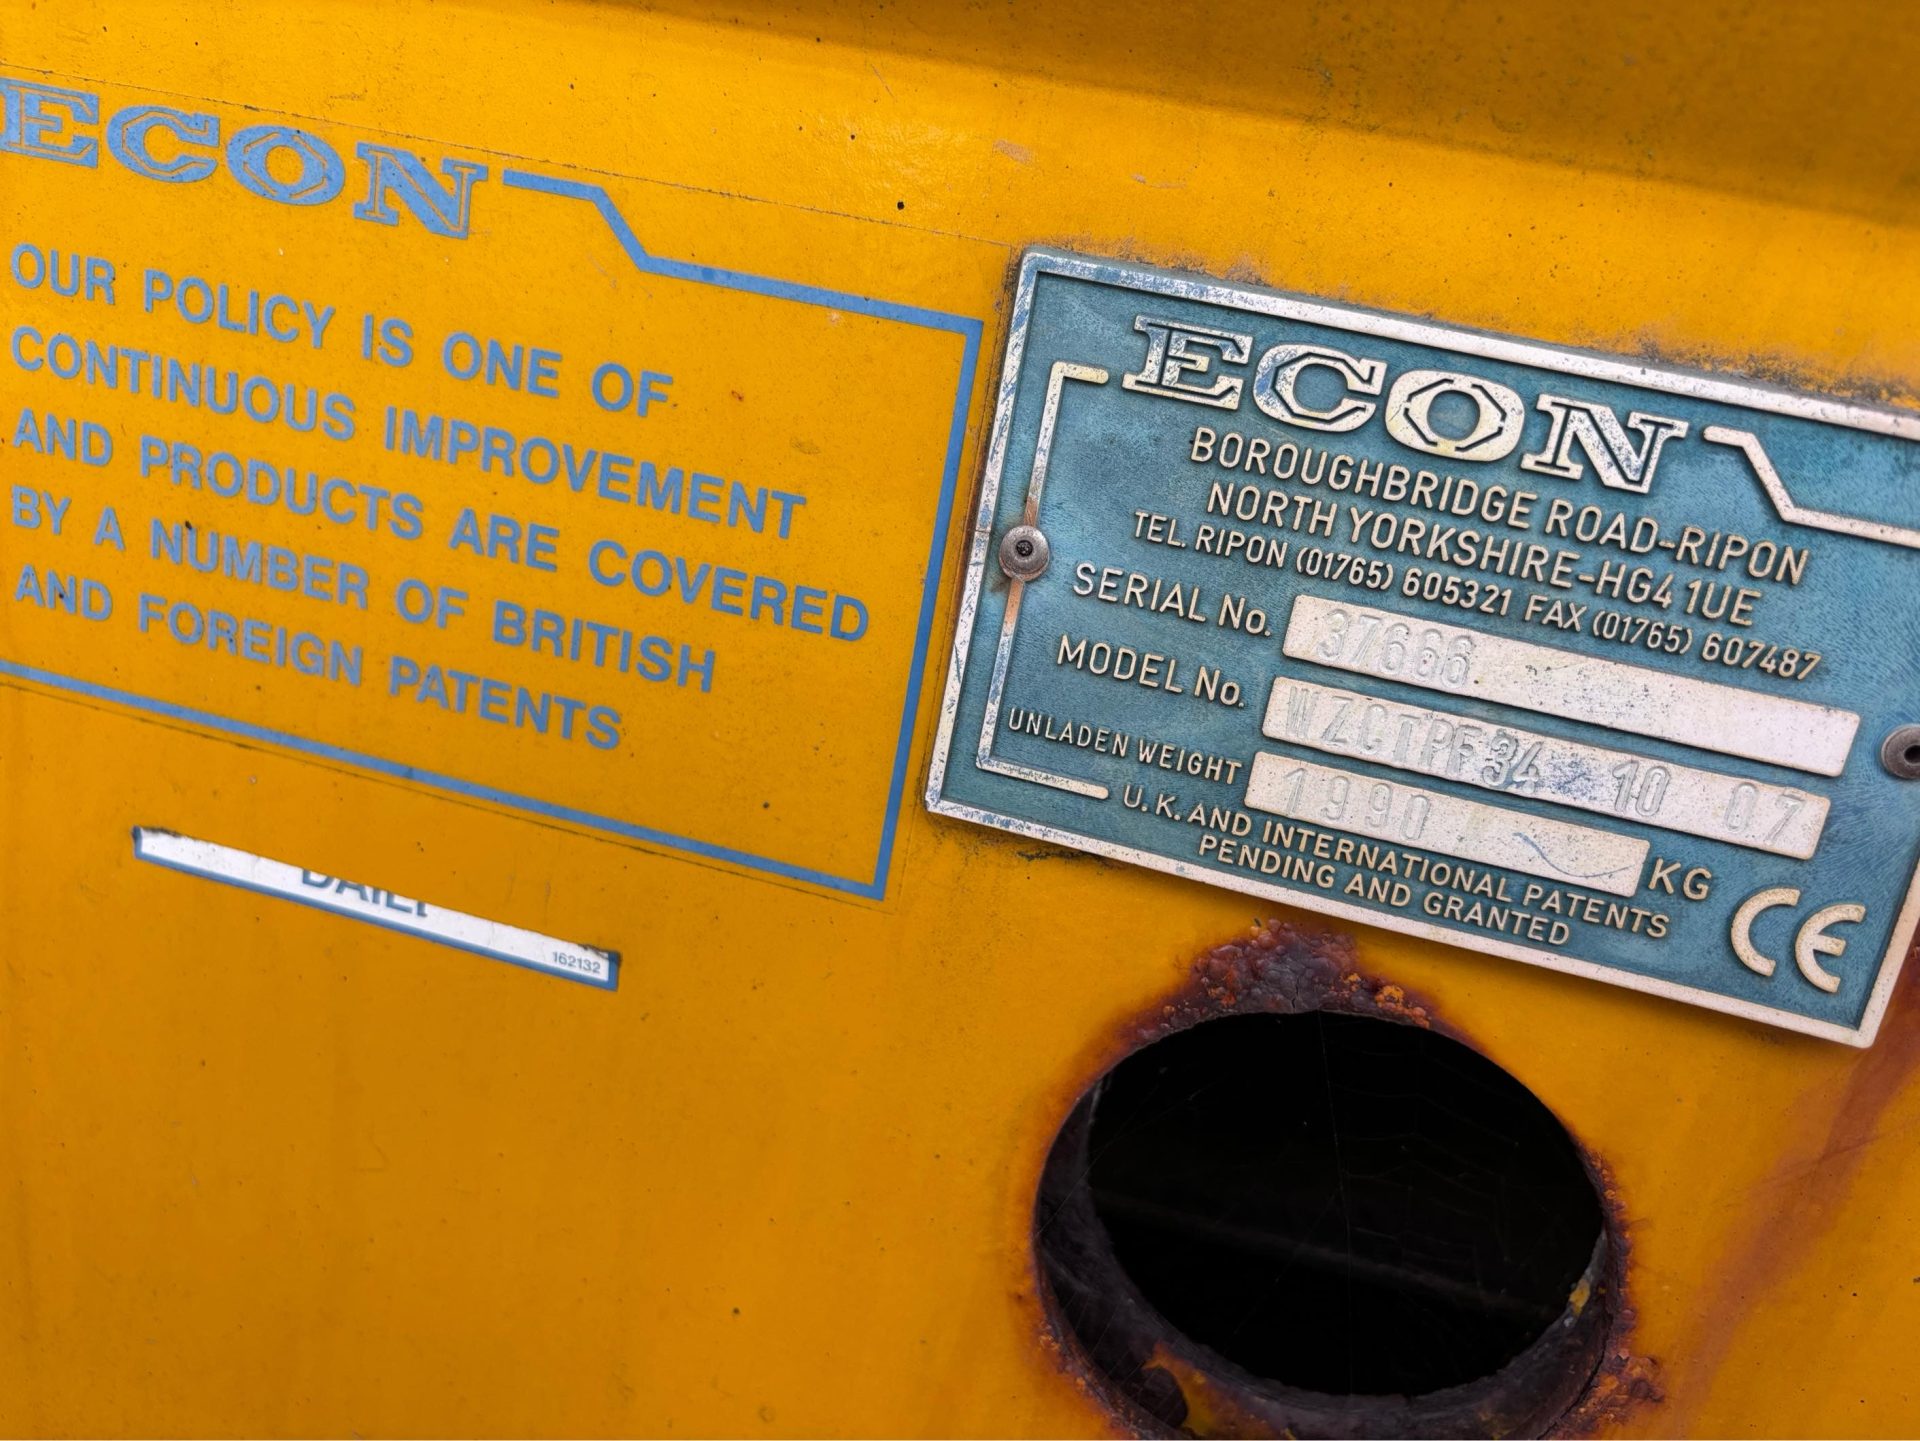 ECON
OUR POLICY IS ONE OF
CONTINUOUS IMPROVEMENT
AND PRODUCTS ARE COVERED
BY A NUMBER OF BRITISH
AND FOREIGN PATENTS
DAILY
162132
ECON
BOROUGHBRIDGE ROAD-RIPON
NORTH YORKSHIRE-HG4 1UE
TEL. RIPON (01765) 605321 FAX (01765) 607487
SERIAL No. 37666
MODEL No. WZCTPF34 10 07
UNLADEN WEIGHT 1990 KG
U.K. AND INTERNATIONAL PATENTS
PENDING AND GRANTED
CE